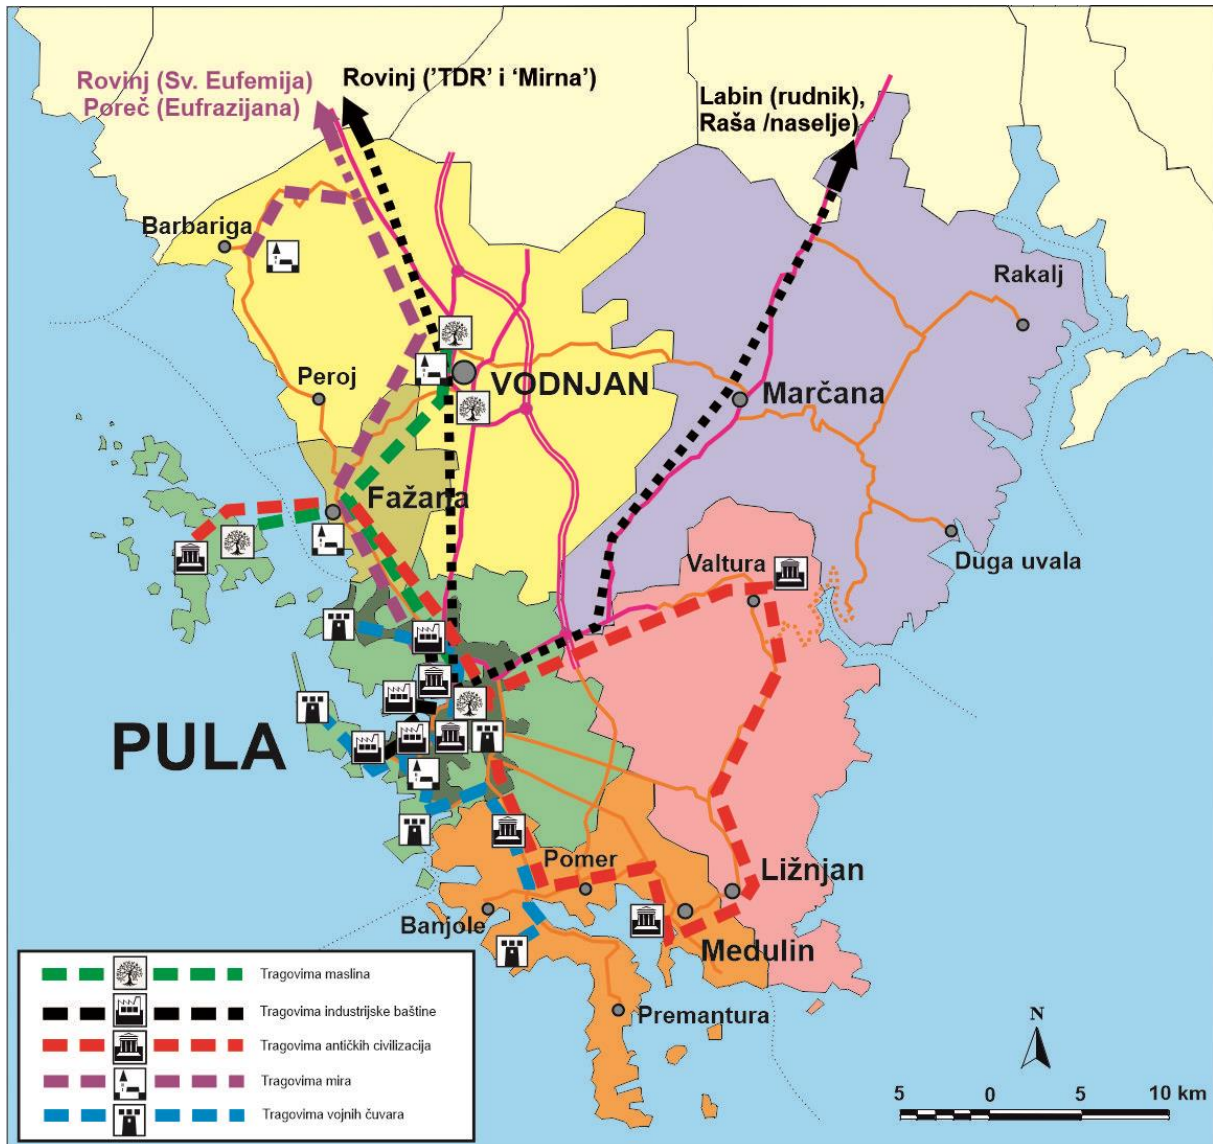 Rovinj (Sv. Eufemija)
Poreč (Eufrazijana)
Rovinj ('TDR' i ‘Mirna’)
Labin (rudnik),
Raša /naselje)
Barbariga
Rakalj
Peroj
VODNJAN
Marčana
Fažana
Valtura
Duga uvala
PULA
Pomer
Ližnjan
Banjole
Medulin
Premantura
Tragovima maslina
Tragovima industrijske baštine
Tragovima antičkih civilizacija
Tragovima mira
Tragovima vojnih čuvara
N
5 0 5 10 km